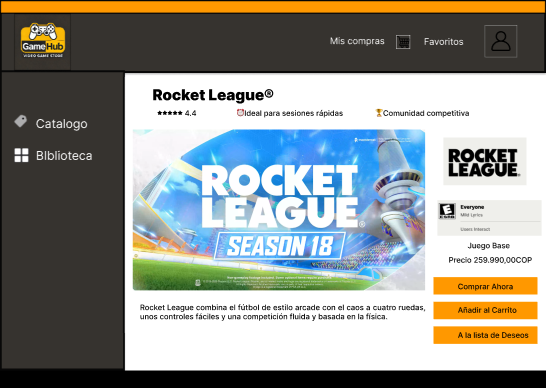 GameHub
VIDEO GAME STORE
Mis compras
Favoritos
Catalogo
BIblioteca
Rocket League®
★★★★★ 4.4
Ideal para sesiones rápidas
Comunidad competitiva
ROCKET
LEAGUE®
SEASON 18
Rocket League combina el fútbol de estilo arcade con el caos a cuatro ruedas,
unos controles fáciles y una competición fluida y basada en la física.
ROCKET
LEAGUE.
E
Everyone
Mild Lyrics
Users Interact
Juego Base
Precio 259.990,00COP
Comprar Ahora
Añadir al Carrito
A la lista de Deseos